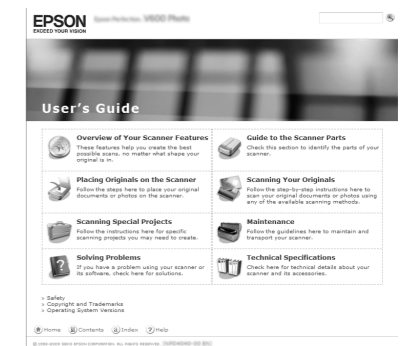 EPSON
EXCEED YOUR VISION
Epson Perfection V600 Photo
User's Guide
Overview of Your Scanner Features
These features help you create the best
possible scans, no matter what shape your
original is in.
Guide to the Scanner Parts
Check this section to identify the parts of your
scanner.
Placing Originals on the Scanner
Follow the steps here to place your original
documents or photos on the scanner.
Scanning Your Originals
Follow the step-by-step instructions here to
scan your original documents or photos using
any of the available scanning methods.
Scanning Special Projects
Follow the instructions here for specific
scanning projects you may need to create.
Maintenance
Follow the guidelines here to maintain and
transport your scanner.
Solving Problems
If you have a problem using your scanner or
its software, check here for solutions.
Technical Specifications
Check here for technical details about your
scanner and its accessories.
» Safety
» Copyright and Trademarks
» Operating System Versions
Home Contents Index Help
SEIKO EPSON CORPORATION. ALL RIGHTS RESERVED.